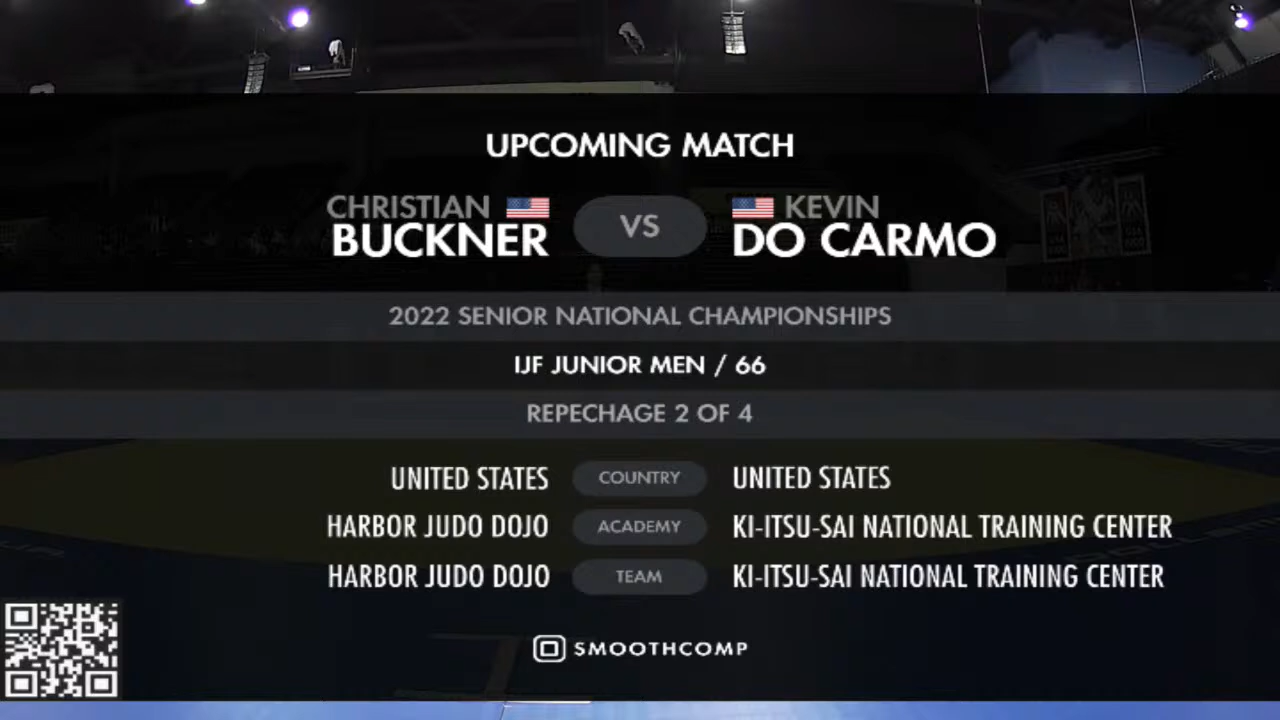 UPCOMING MATCH
CHRISTIAN
BUCKNER
VS
KEVIN
DO CARMO
2022 SENIOR NATIONAL CHAMPIONSHIPS
IJF JUNIOR MEN / 66
REPECHAGE 2 OF 4
UNITED STATES COUNTRY UNITED STATES
HARBOR JUDO DOJO ACADEMY KI-ITSU-SAI NATIONAL TRAINING CENTER
HARBOR JUDO DOJO TEAM KI-ITSU-SAI NATIONAL TRAINING CENTER
SMOOTHCOMP